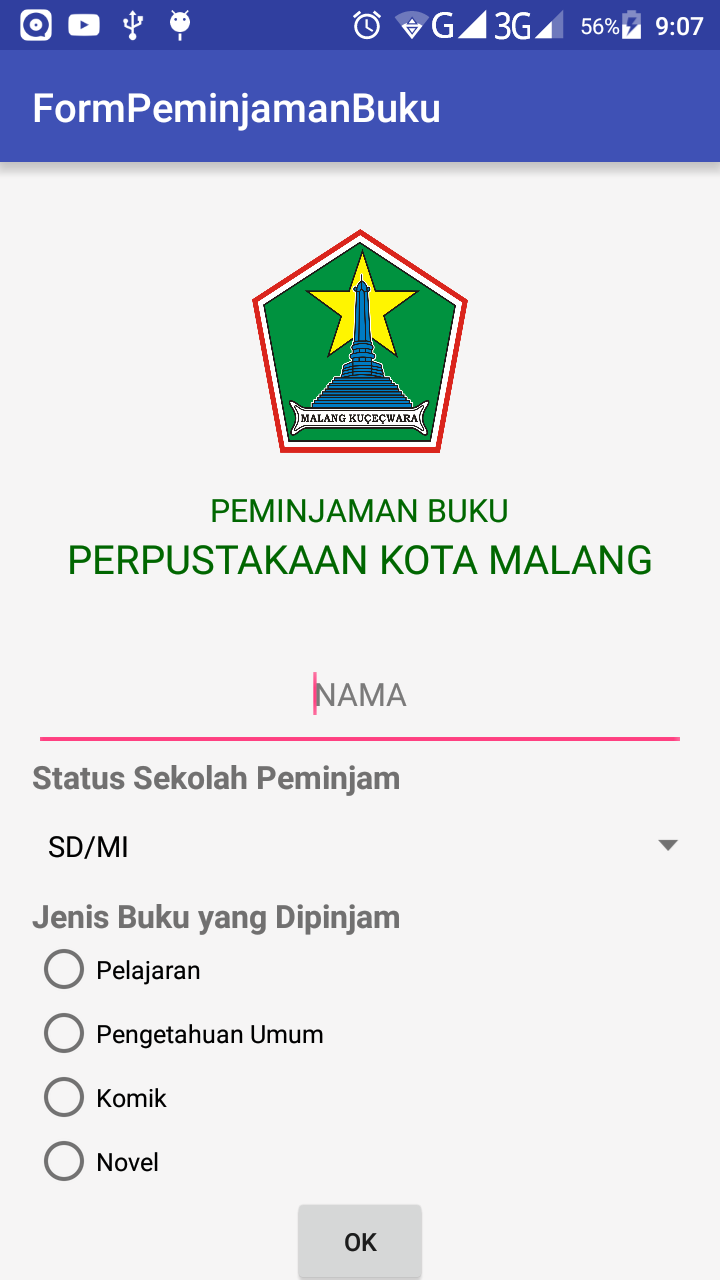 G 3G 56% 9:07
FormPeminjamanBuku
MALANG KUÇEÇWARA
PEMINJAMAN BUKU
PERPUSTAKAAN KOTA MALANG
NAMA
Status Sekolah Peminjam
SD/MI
Jenis Buku yang Dipinjam
Pelajaran
Pengetahuan Umum
Komik
Novel
OK